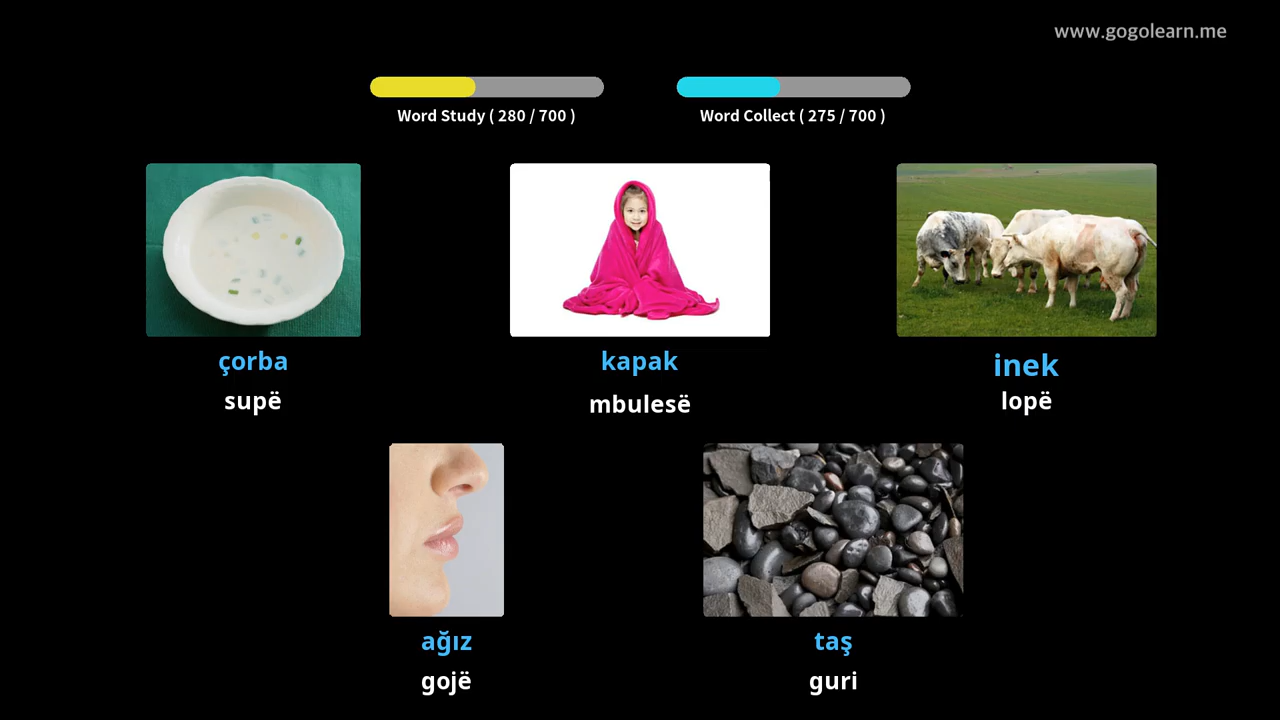 www.gogolearn.me
Word Study ( 280 / 700 )
Word Collect ( 275 / 700 )
çorba
supë
kapak
mbulesë
inek
lopë
ağız
gojë
taş
guri